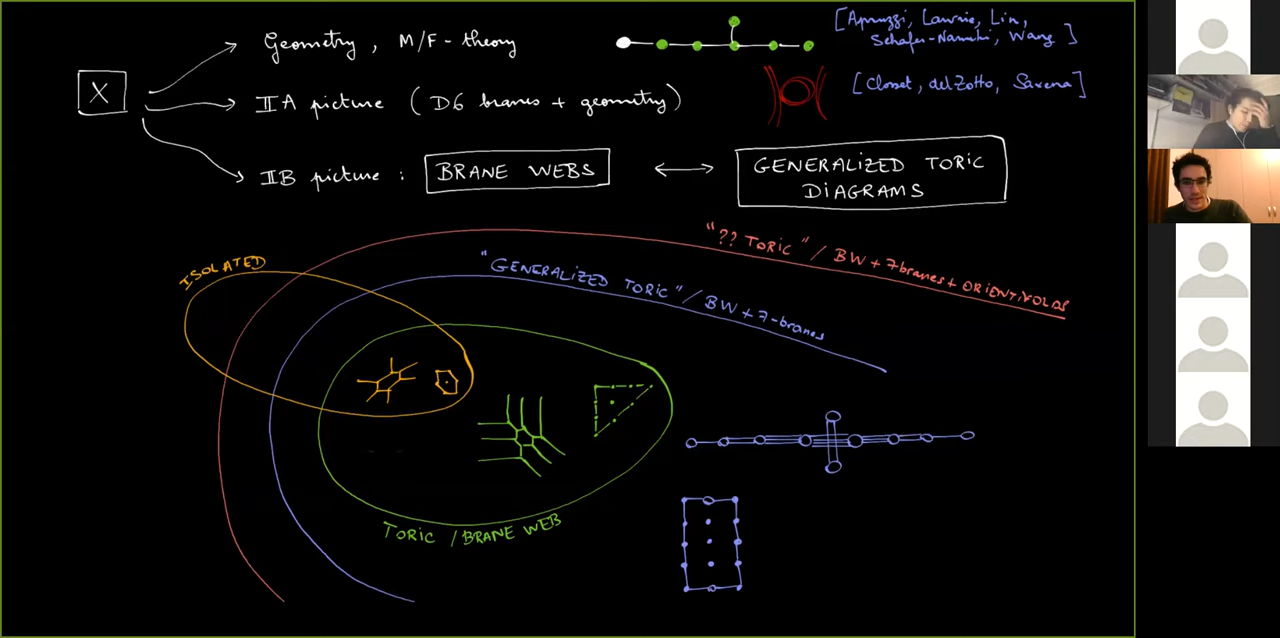 X
Geometry, M/F-theory
[Apruzzi, Lawrie, Lin,
Schafer-Nameki, Wang]
IIA picture (D6 branes + geometry)
[Closset, del Zotto, Saxena]
IIB picture : BRANE WEBS
GENERALIZED TORIC
DIAGRAMS
"?? TORIC" / BW + 7branes + ORIENTIFOLDS
ISOLATED
"GENERALIZED TORIC" / BW + 7-branes
TORIC / BRANE WEB